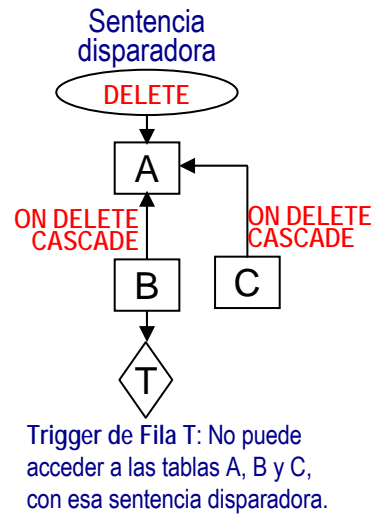 Sentencia
disparadora
DELETE
A
ON DELETE
CASCADE
ON DELETE
CASCADE
B
C
T
Trigger de Fila T: No puede
acceder a las tablas A, B y C,
con esa sentencia disparadora.